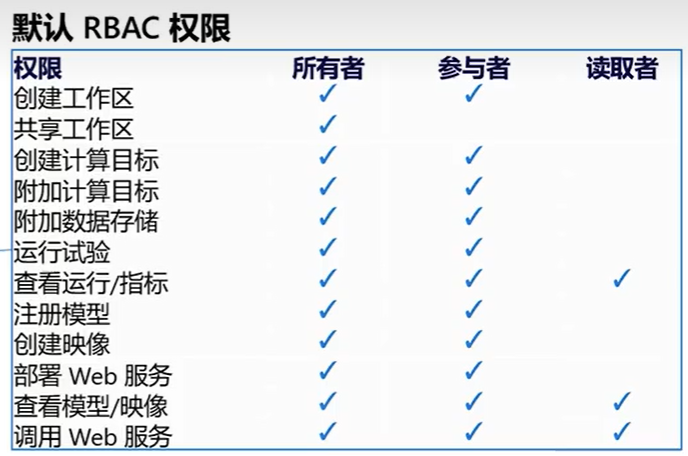 默认 RBAC 权限
权限 所有者 参与者 读取者
创建工作区 ✓ ✓
共享工作区 ✓
创建计算目标 ✓ ✓
附加计算目标 ✓ ✓
附加数据存储 ✓ ✓
运行试验 ✓ ✓
查看运行/指标 ✓ ✓ ✓
注册模型 ✓ ✓
创建映像 ✓ ✓
部署 Web 服务 ✓ ✓
查看模型/映像 ✓ ✓ ✓
调用 Web 服务 ✓ ✓ ✓